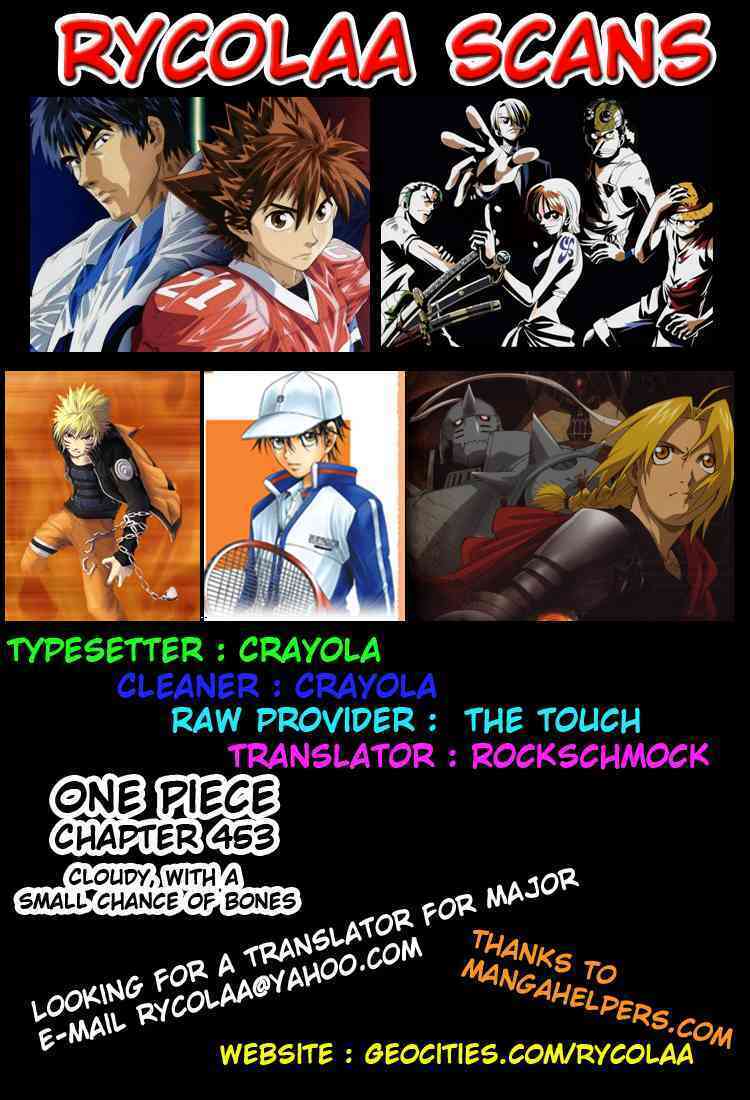 RYCOLAA SCANS
21
TYPESETTER : CRAYOLA
CLEANER : CRAYOLA
RAW PROVIDER : THE TOUCH
TRANSLATOR : ROCKSCHMOCK
ONE PIECE
CHAPTER 453
CLOUDY, WITH A
SMALL CHANCE OF BONES
LOOKING FOR A TRANSLATOR FOR MAJOR
E-MAIL RYCOLAA@YAHOO.COM
THANKS TO
MANGAHELPERS.COM
WEBSITE : GEOCITIES.COM/RYCOLAA